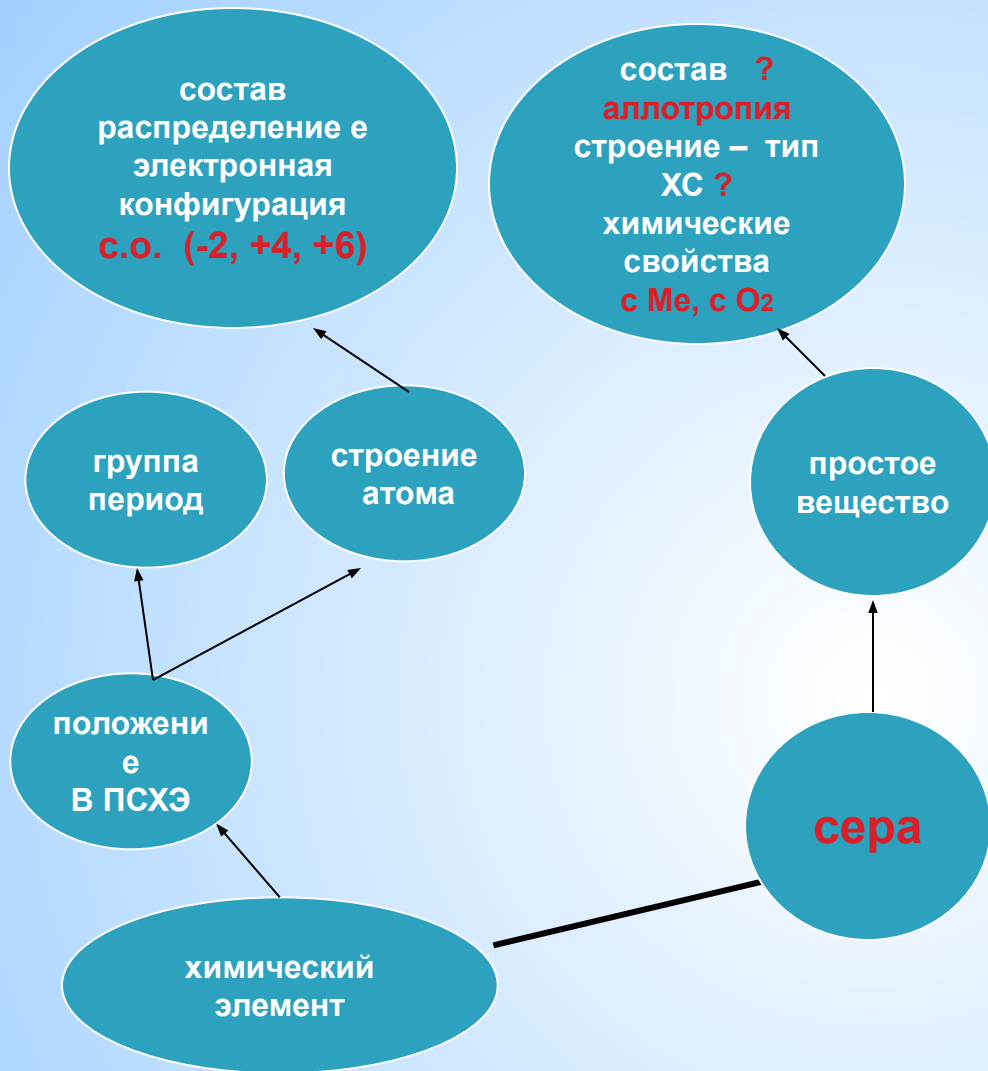 состав
распределение е
электронная
конфигурация
с.о. (-2, +4, +6)
состав ?
аллотропия
строение – тип
ХС ?
химические
свойства
с Ме, с О2
группа
период
строение
атома
простое
вещество
положени
е
В ПСХЭ
сера
химический
элемент